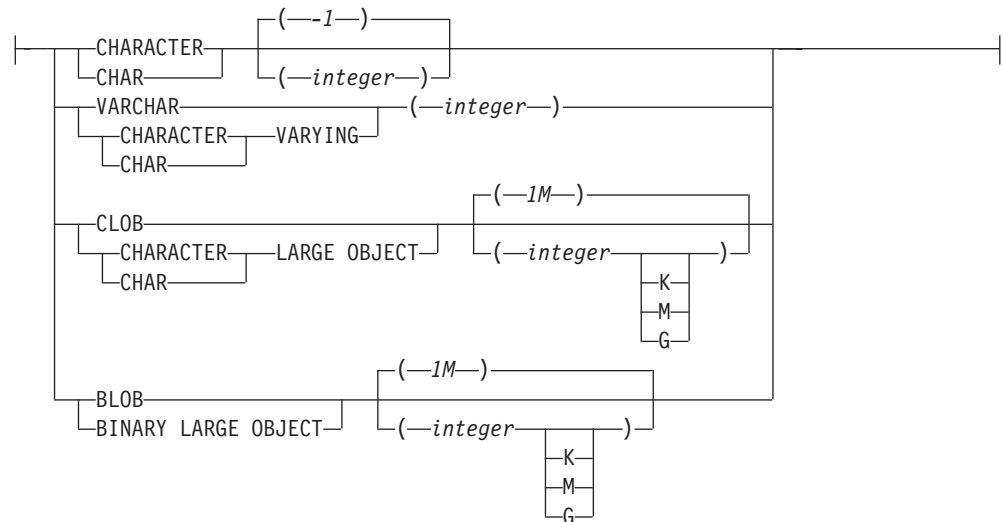 ( -1 )
CHARACTER
CHAR ( integer )
VARCHAR ( integer )
CHARACTER VARYING
CHAR
( 1M )
CLOB
CHARACTER LARGE OBJECT ( integer )
CHAR K
M
G
( 1M )
BLOB
BINARY LARGE OBJECT ( integer )
K
M
G